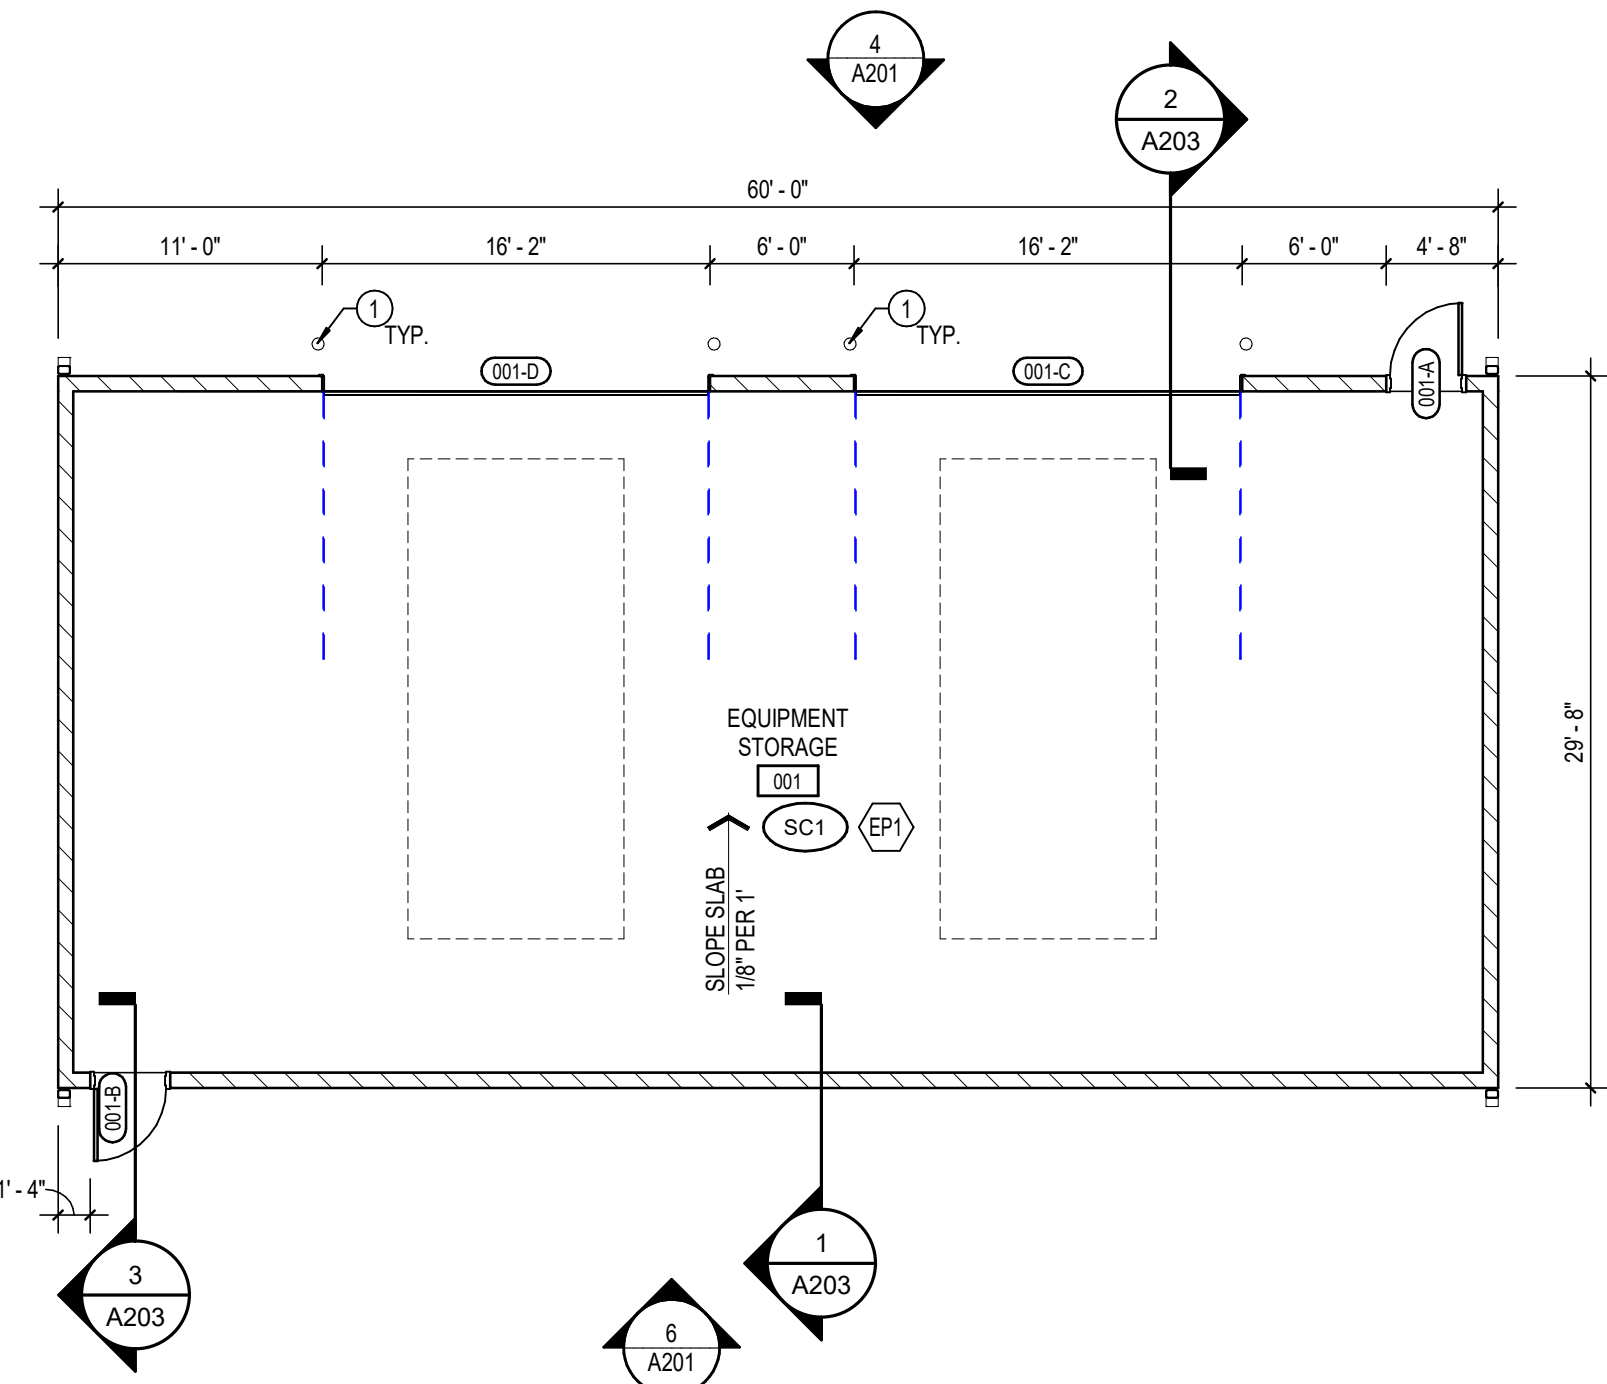 4
A201
2
A203
60' - 0"
11' - 0"
16' - 2"
6' - 0"
16' - 2"
6' - 0"
4' - 8"
1
TYP.
1
TYP.
001-D
001-C
001-A
29' - 8"
EQUIPMENT
STORAGE
001
SC1
EP1
SLOPE SLAB
1/8" PER 1'
001-B
1' - 4"
3
A203
1
A203
6
A201